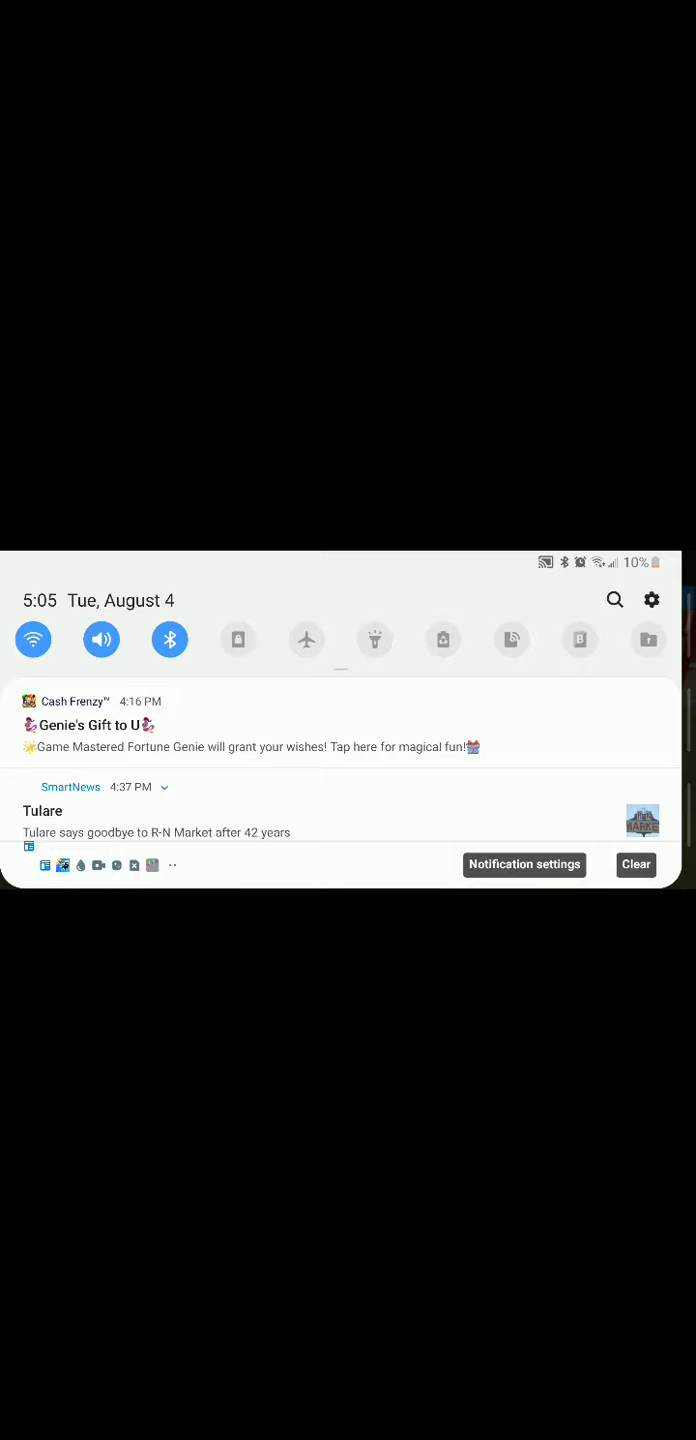 10%
5:05 Tue, August 4
Cash Frenzy™ 4:16 PM
Genie's Gift to U
Game Mastered Fortune Genie will grant your wishes! Tap here for magical fun!
SmartNews 4:37 PM
Tulare
Tulare says goodbye to R-N Market after 42 years
MARKE
Notification settings Clear